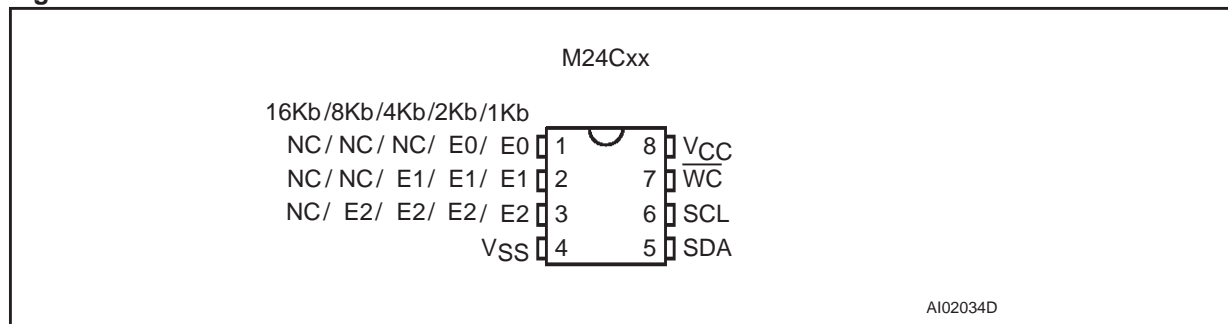 M24Cxx
16Kb/8Kb/4Kb/2Kb/1Kb
NC/ NC/ NC/ E0/ E0 1 8 VCC
NC/ NC/ E1/ E1/ E1 2 7 WC
NC/ E2/ E2/ E2/ E2 3 6 SCL
VSS 4 5 SDA
AI02034D